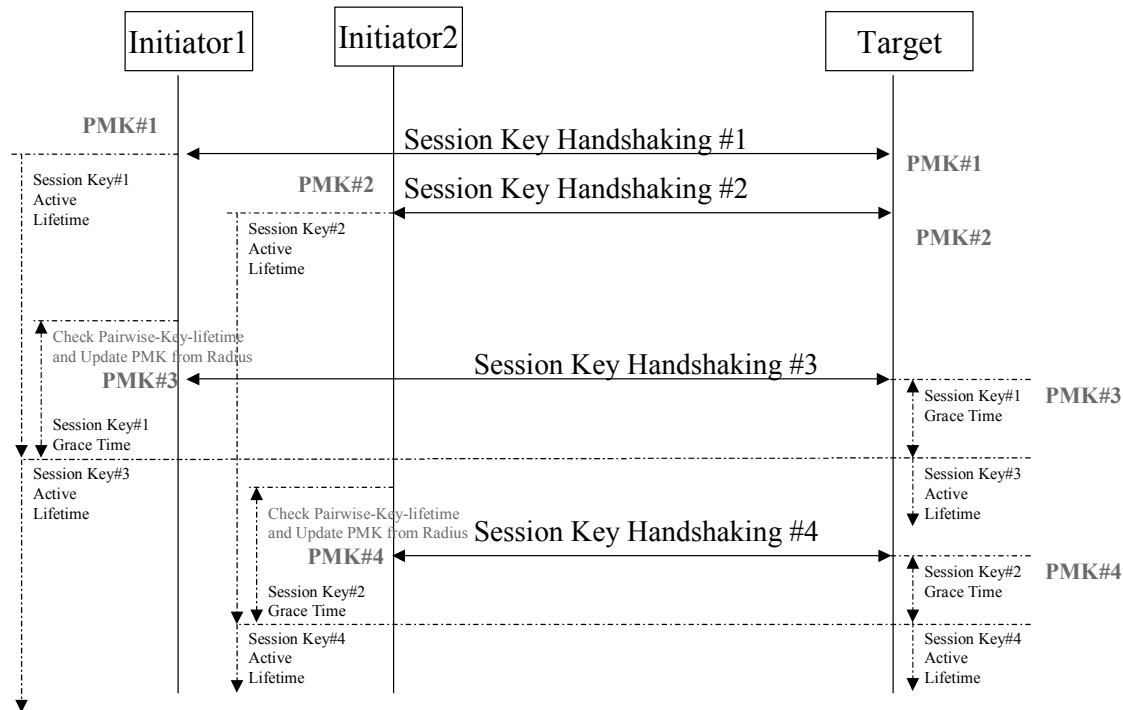 Initiator1
Initiator2
Target
PMK#1
Session Key Handshaking #1
PMK#1
Session Key#1
Active
Lifetime
PMK#2
Session Key Handshaking #2
PMK#2
Session Key#2
Active
Lifetime
Check Pairwise-Key-lifetime
and Update PMK from Radius
PMK#3
Session Key Handshaking #3
PMK#3
Session Key#1
Grace Time
Session Key#1
Grace Time
Session Key#3
Active
Lifetime
Session Key#3
Active
Lifetime
Check Pairwise-Key-lifetime
and Update PMK from Radius
PMK#4
Session Key Handshaking #4
PMK#4
Session Key#2
Grace Time
Session Key#2
Grace Time
Session Key#4
Active
Lifetime
Session Key#4
Active
Lifetime